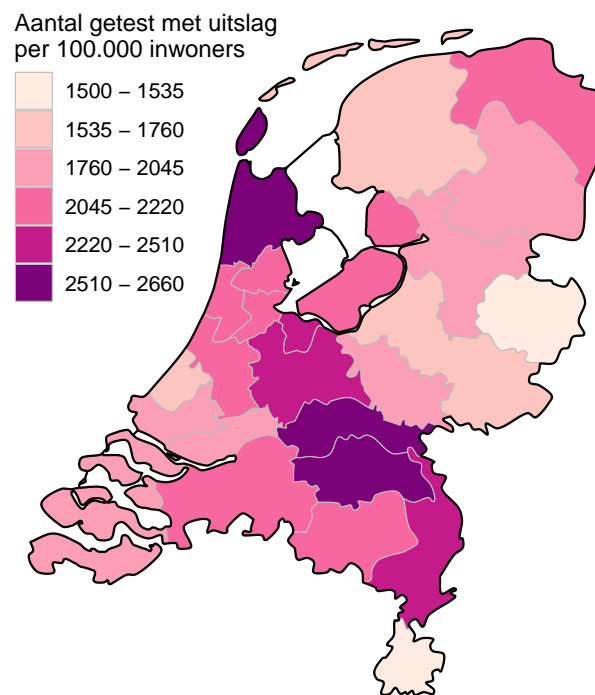 Aantal getest met uitslag
per 100.000 inwoners
1500 – 1535
1535 – 1760
1760 – 2045
2045 – 2220
2220 – 2510
2510 – 2660